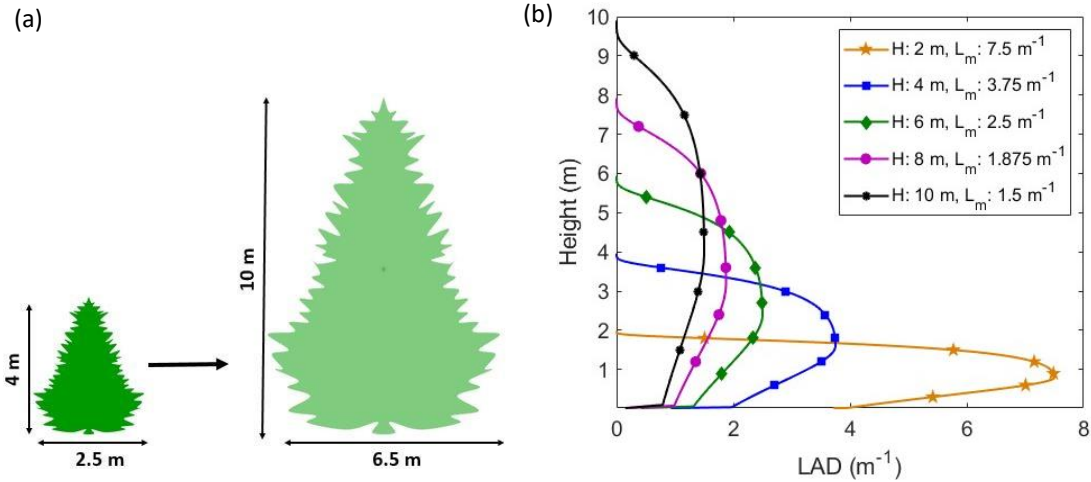 (a)
4 m
2.5 m
10 m
6.5 m
(b)
H: 2 m, Lm: 7.5 m-1
H: 4 m, Lm: 3.75 m-1
H: 6 m, Lm: 2.5 m-1
H: 8 m, Lm: 1.875 m-1
H: 10 m, Lm: 1.5 m-1
Height (m)
10
9
8
7
6
5
4
3
2
1
0
2
4
6
8
LAD (m-1)